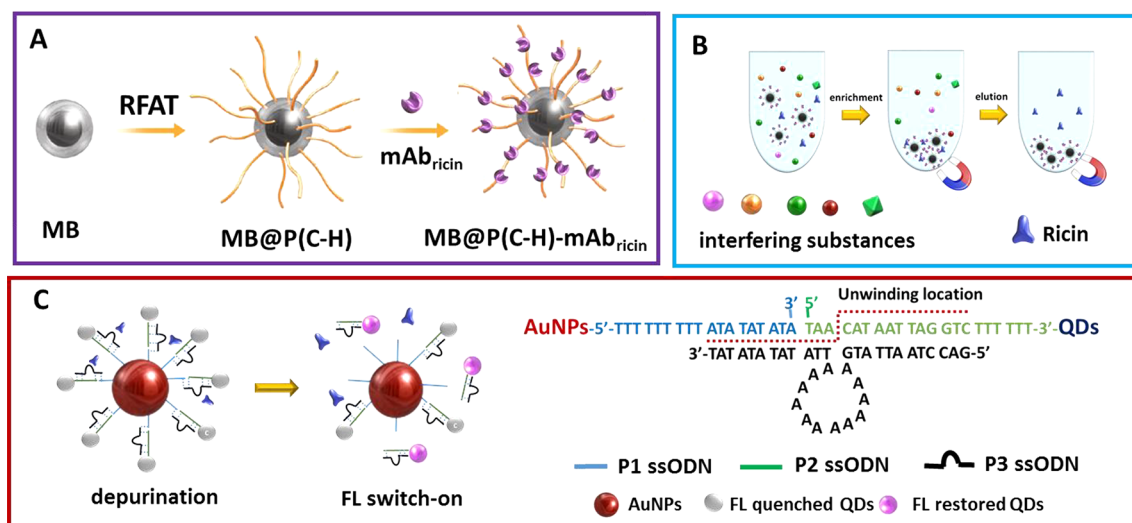 A
RFAT
mAbricin
MB
MB@P(C-H)
MB@P(C-H)-mAbricin
B
enrichment
elution
interfering substances
Ricin
C
depurination
FL switch-on
c
c
3’ 5’
Unwinding location
AuNPs-5’-TTT TTT TTT ATA TAT ATA TAA CAT AAT TAG GTC TTT TTT-3’-QDs
3’-TAT ATA TAT ATT GTA TTA ATC CAG-5’
A A A A A A A A A A A A A A
P1 ssODN
P2 ssODN
P3 ssODN
AuNPs
FL quenched QDs
FL restored QDs